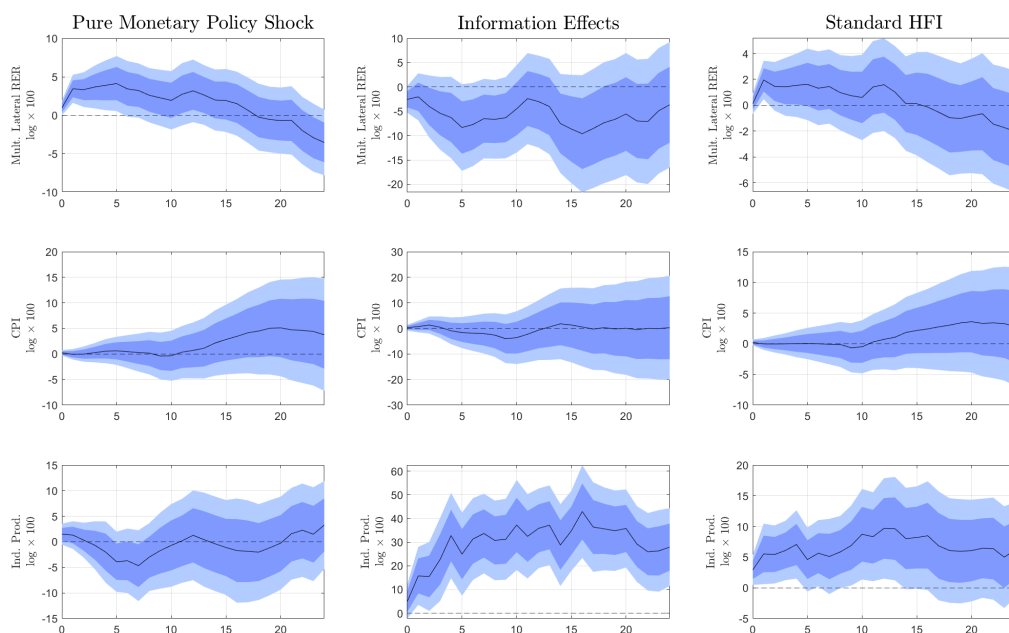 Pure Monetary Policy Shock
Information Effects
Standard HFI
Mult. Lateral RER
log × 100
10
5
0
-5
-10
0 5 10 15 20
Mult. Lateral RER
log × 100
10
5
0
-5
-10
-15
-20
0 5 10 15 20
Mult. Lateral RER
log × 100
4
2
0
-2
-4
-6
0 5 10 15 20
CPI
log × 100
20
15
10
5
0
-5
-10
0 5 10 15 20
CPI
log × 100
30
20
10
0
-10
-20
-30
0 5 10 15 20
CPI
log × 100
15
10
5
0
-5
-10
0 5 10 15 20
Ind. Prod.
log × 100
15
10
5
0
-5
-10
-15
0 5 10 15 20
Ind. Prod.
log × 100
60
50
40
30
20
10
0
0 5 10 15 20
Ind. Prod.
log × 100
20
15
10
5
0
-5
0 5 10 15 20